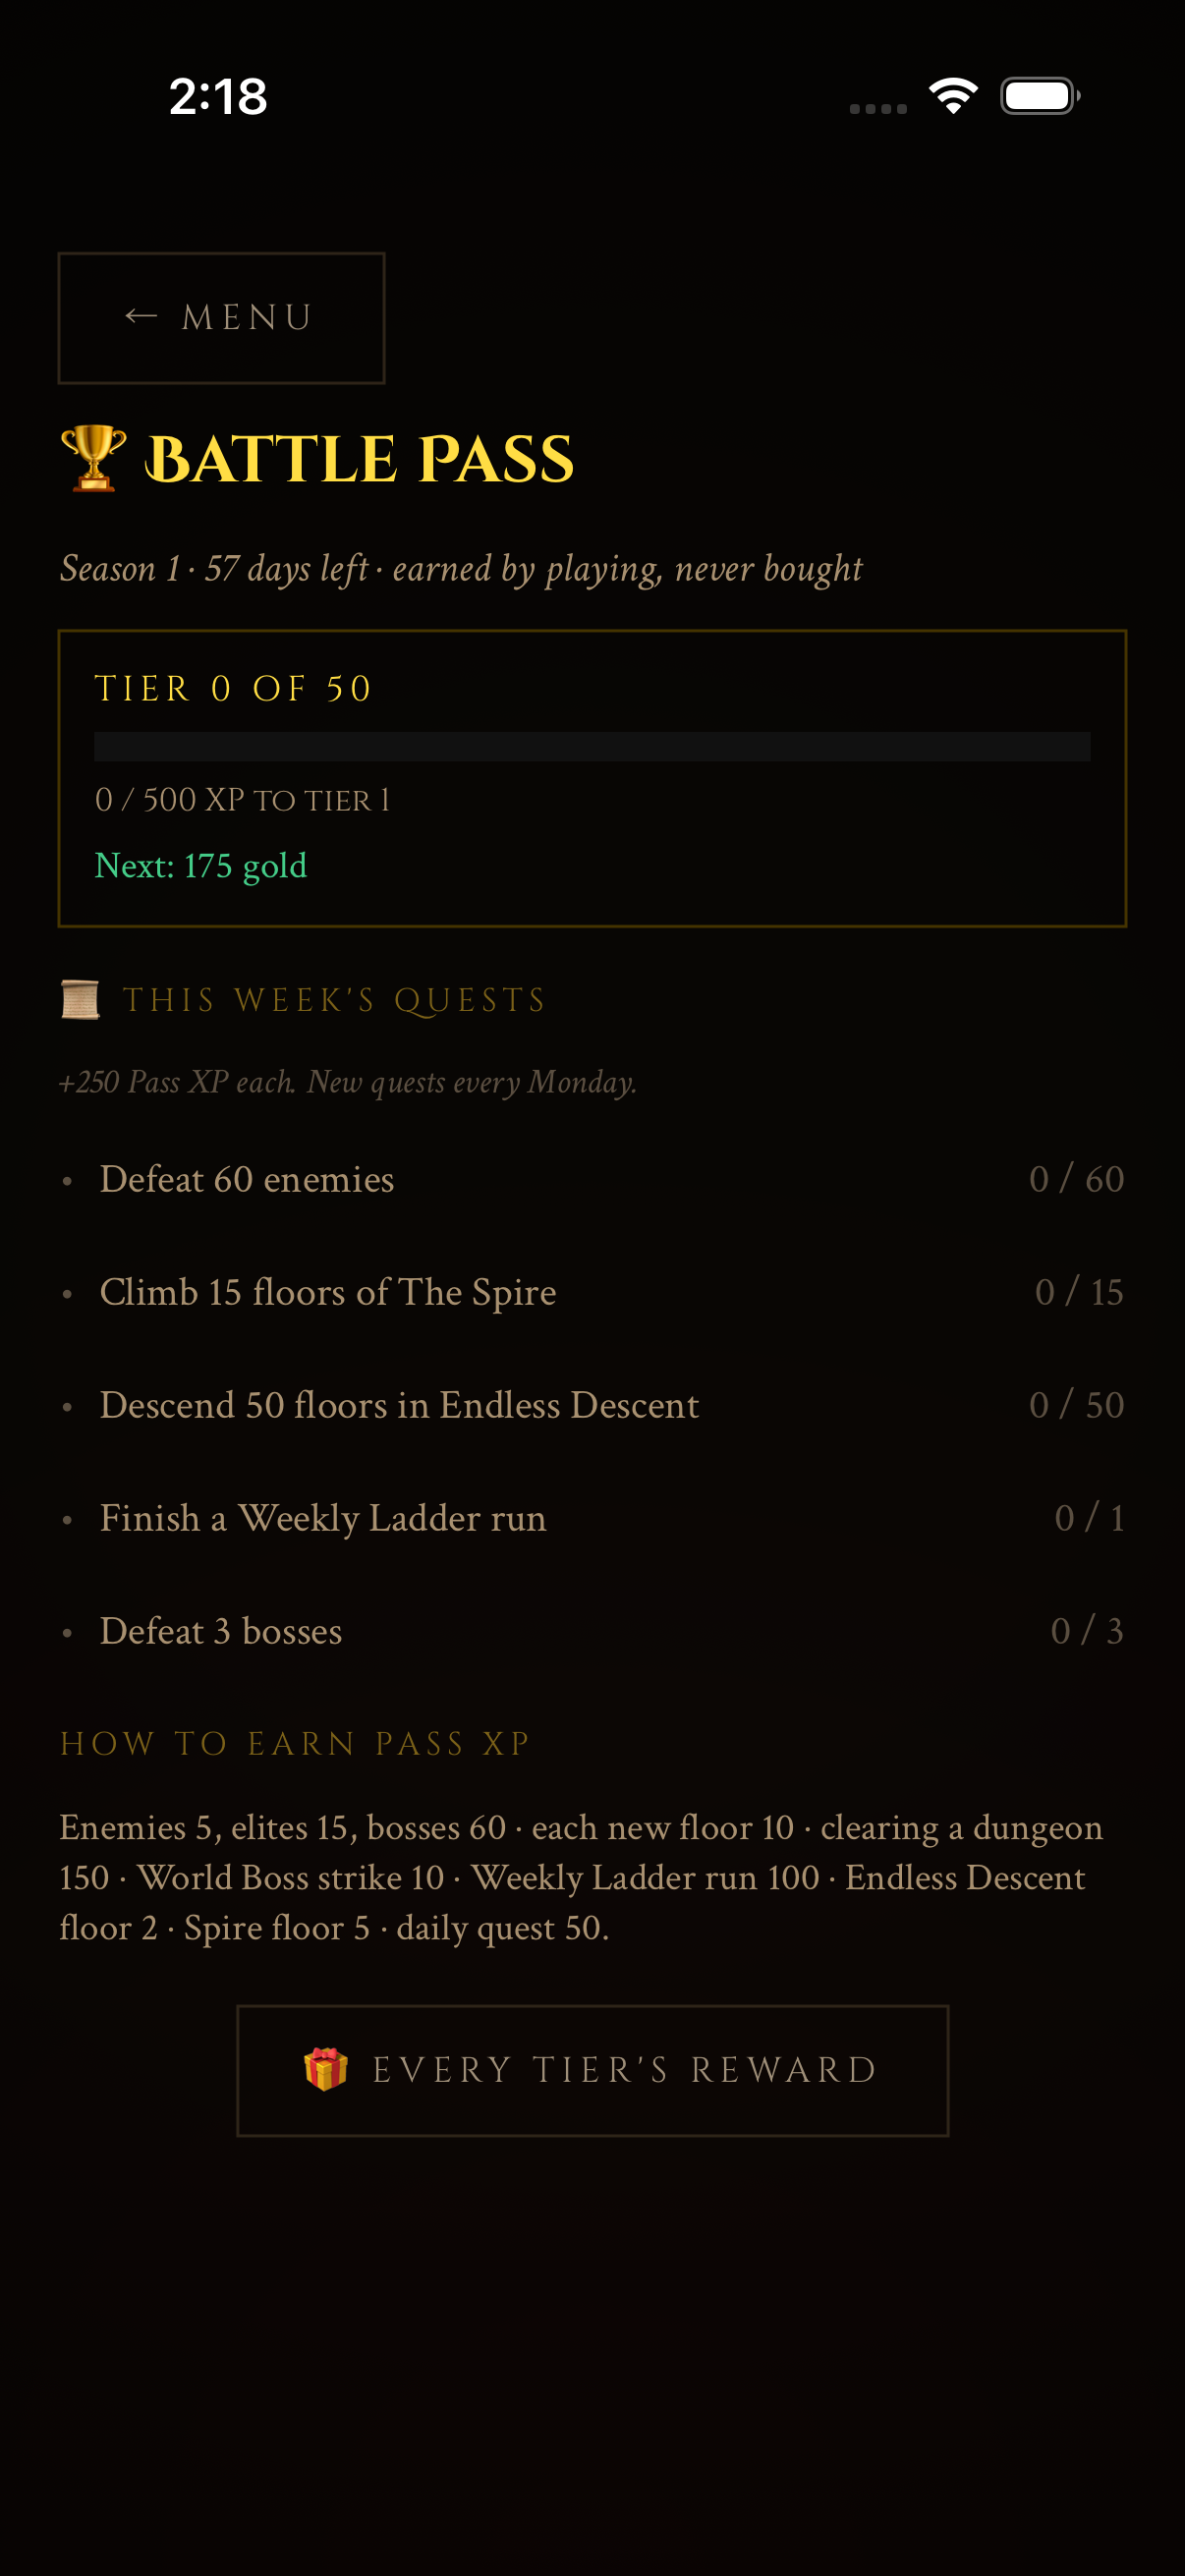 2:18
← MENU
🏆 BATTLE PASS
Season 1 · 57 days left · earned by playing, never bought
TIER 0 OF 50
0 / 500 XP TO TIER 1
Next: 175 gold
📜 THIS WEEK'S QUESTS
+250 Pass XP each. New quests every Monday.
• Defeat 60 enemies 0 / 60
• Climb 15 floors of The Spire 0 / 15
• Descend 50 floors in Endless Descent 0 / 50
• Finish a Weekly Ladder run 0 / 1
• Defeat 3 bosses 0 / 3
HOW TO EARN PASS XP
Enemies 5, elites 15, bosses 60 · each new floor 10 · clearing a dungeon
150 · World Boss strike 10 · Weekly Ladder run 100 · Endless Descent
floor 2 · Spire floor 5 · daily quest 50.
🎁 EVERY TIER'S REWARD